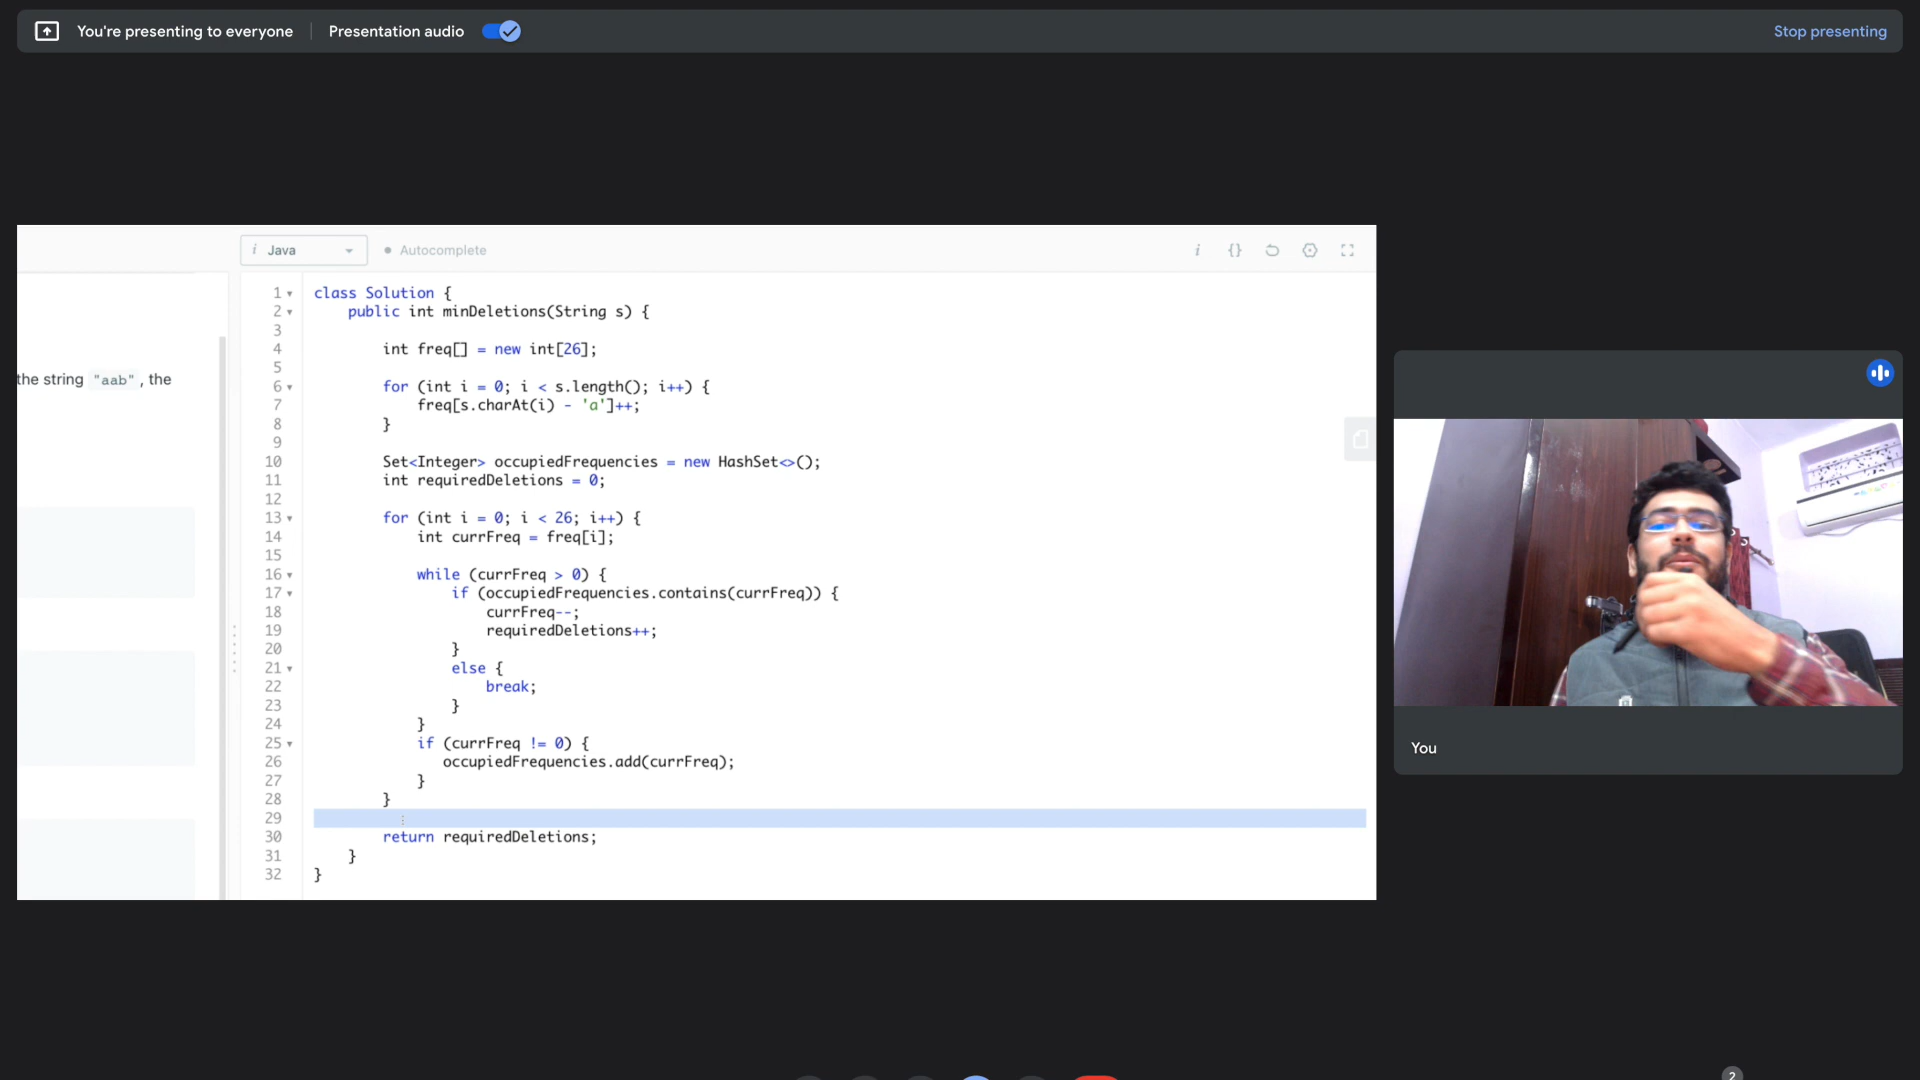 You're presenting to everyone
Presentation audio
Stop presenting
i Java
Autocomplete
i {}
the string "aab" , the
1 class Solution {
2 public int minDeletions(String s) {
3
4 int freq[] = new int[26];
5
6 for (int i = 0; i < s.length(); i++) {
7 freq[s.charAt(i) - 'a']++;
8 }
9
10 Set<Integer> occupiedFrequencies = new HashSet<>();
11 int requiredDeletions = 0;
12
13 for (int i = 0; i < 26; i++) {
14 int currFreq = freq[i];
15
16 while (currFreq > 0) {
17 if (occupiedFrequencies.contains(currFreq)) {
18 currFreq--;
19 requiredDeletions++;
20 }
21 else {
22 break;
23 }
24 }
25 if (currFreq != 0) {
26 occupiedFrequencies.add(currFreq);
27 }
28 }
29
30 return requiredDeletions;
31 }
32 }
You
2